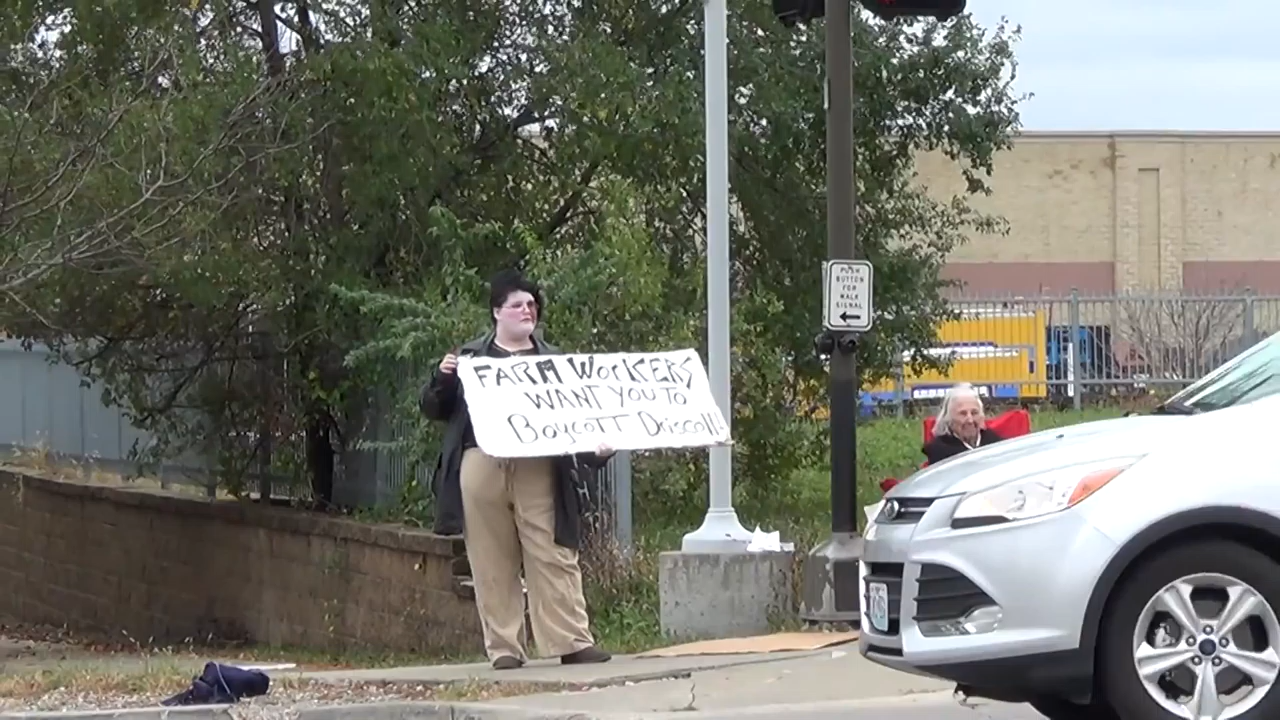 FARM WORKERS
WANT YOU TO
BoycoTT Driscoll!
PUSH
BUTTON
FOR
WALK
SIGNAL